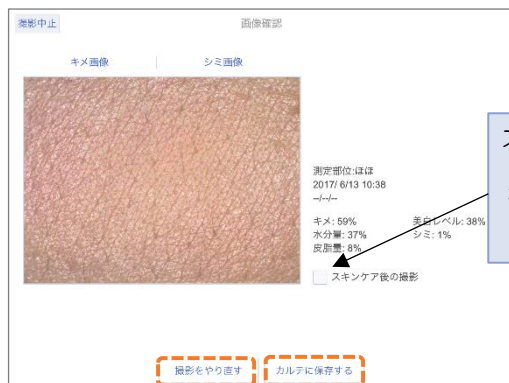 撮影中止
画像確認
キメ画像
シミ画像
測定部位:ほほ
2017/ 6/13 10:38
--/--/--
キメ: 59%
美白レベル: 38%
水分量: 37%
シミ: 1%
皮脂量: 8%
スキンケア後の撮影
撮影をやり直す
カルテに保存する